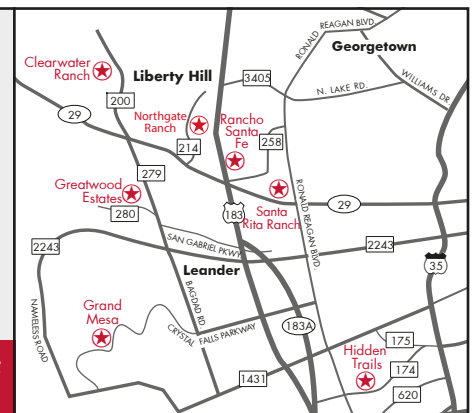 RONALD
REAGAN BLVD.
Georgetown
Clearwater
Ranch
Liberty Hill
3405
WILLIAMS DR.
N. LAKE RD.
200
29
Northgate
Ranch
Rancho
Santa
Fe
214
258
279
Greatwood
Estates
280
183
Santa
Rita Ranch
RONALD REAGAN BLVD.
29
SAN GABRIEL PKWY
2243
2243
Leander
35
NAMELESS ROAD
BAGDAD RD.
Grand
Mesa
CRYSTAL FALLS PARKWAY
183A
175
Hidden
Trails
174
1431
620